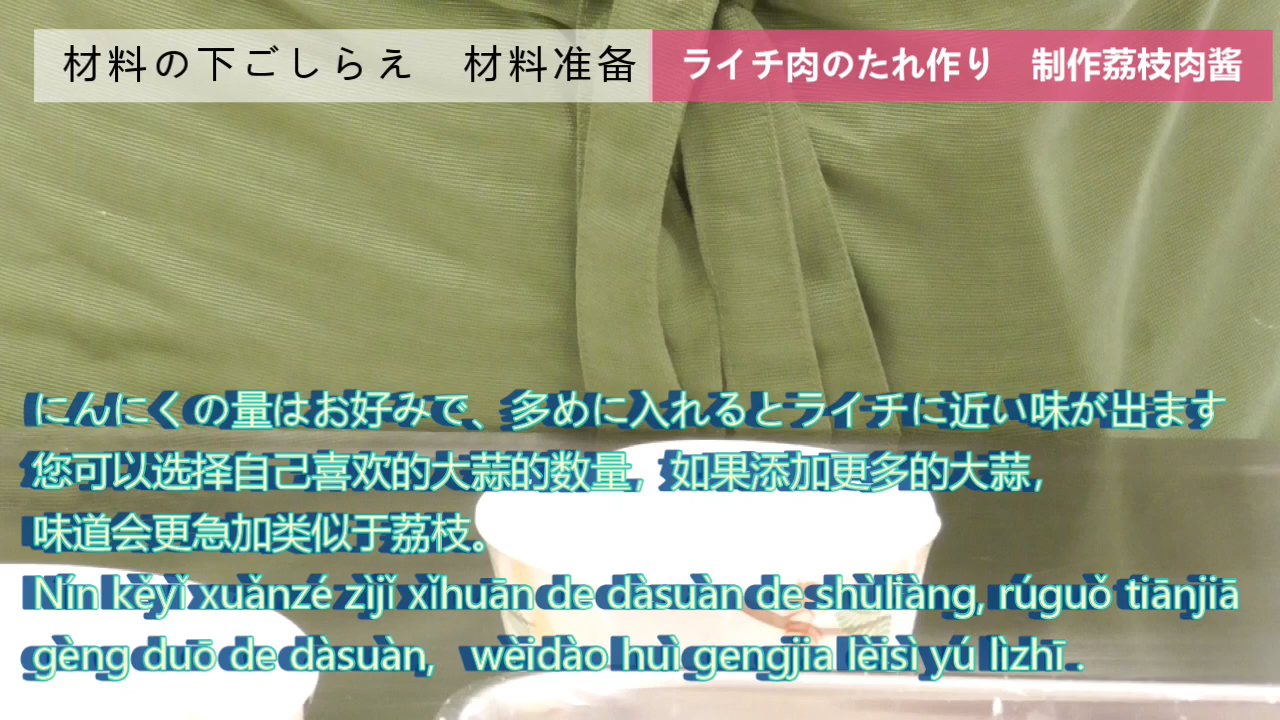 材料の下ごしらえ　材料准备
ライチ肉のたれ作り　制作荔枝肉酱
にんにくの量はお好みで、多めに入れるとライチに近い味が出ます
您可以选择自己喜欢的大蒜的数量，如果添加更多的大蒜，
味道会更急加类似于荔枝。
Nín kěyǐ xuǎnzé zìjǐ xǐhuān de dàsuàn de shùliàng, rúguǒ tiānjiā
gèng duō de dàsuàn,   wèidào huì gengjia lèisì yú lìzhī .